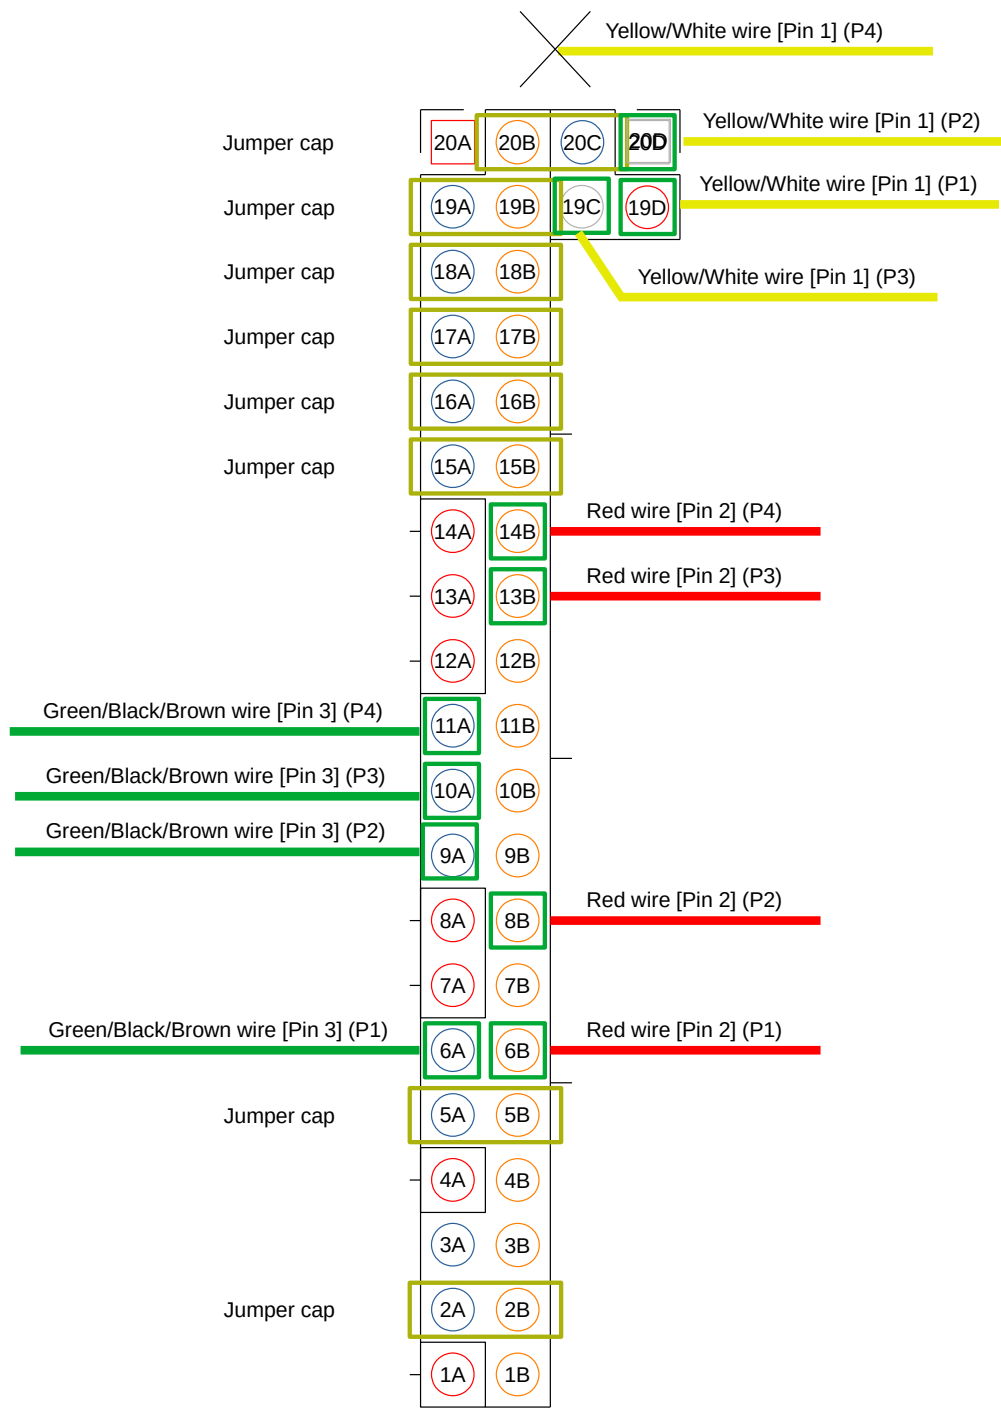 Yellow/White wire [Pin 1] (P4)
Jumper cap 20A 20B 20C 20D Yellow/White wire [Pin 1] (P2)
Jumper cap 19A 19B 19C 19D Yellow/White wire [Pin 1] (P1)
Jumper cap 18A 18B Yellow/White wire [Pin 1] (P3)
Jumper cap 17A 17B
Jumper cap 16A 16B
Jumper cap 15A 15B
14A 14B Red wire [Pin 2] (P4)
13A 13B Red wire [Pin 2] (P3)
12A 12B
Green/Black/Brown wire [Pin 3] (P4) 11A 11B
Green/Black/Brown wire [Pin 3] (P3) 10A 10B
Green/Black/Brown wire [Pin 3] (P2) 9A 9B
8A 8B Red wire [Pin 2] (P2)
7A 7B
Green/Black/Brown wire [Pin 3] (P1) 6A 6B Red wire [Pin 2] (P1)
Jumper cap 5A 5B
4A 4B
3A 3B
Jumper cap 2A 2B
1A 1B